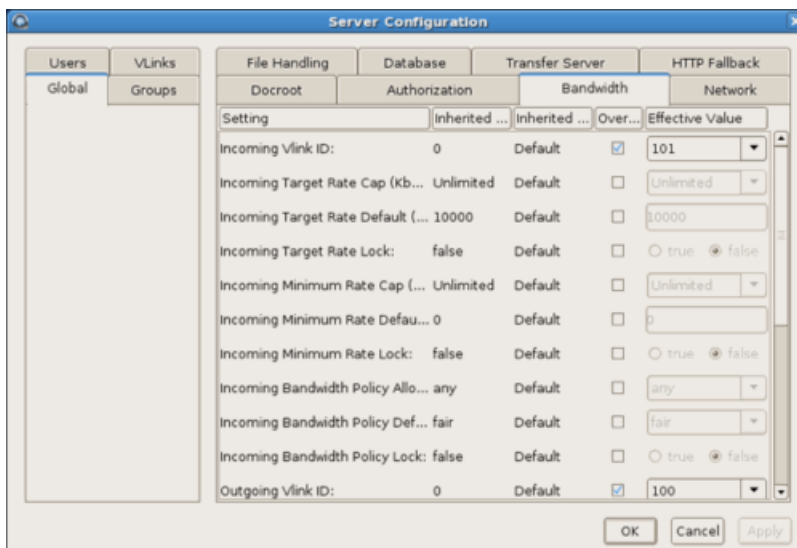 Server Configuration
Users VLinks
Global Groups
File Handling Database Transfer Server HTTP Fallback
Docroot Authorization Bandwidth Network
Setting Inherited ... Inherited ... Over... Effective Value
Incoming Vlink ID: 0 Default 101
Incoming Target Rate Cap (Kb... Unlimited Default Unlimited
Incoming Target Rate Default (... 10000 Default 10000
Incoming Target Rate Lock: false Default true false
Incoming Minimum Rate Cap (... Unlimited Default Unlimited
Incoming Minimum Rate Defau... 0 Default 0
Incoming Minimum Rate Lock: false Default true false
Incoming Bandwidth Policy Allo... any Default any
Incoming Bandwidth Policy Def... fair Default fair
Incoming Bandwidth Policy Lock: false Default true false
Outgoing Vlink ID: 0 Default 100
OK Cancel Apply